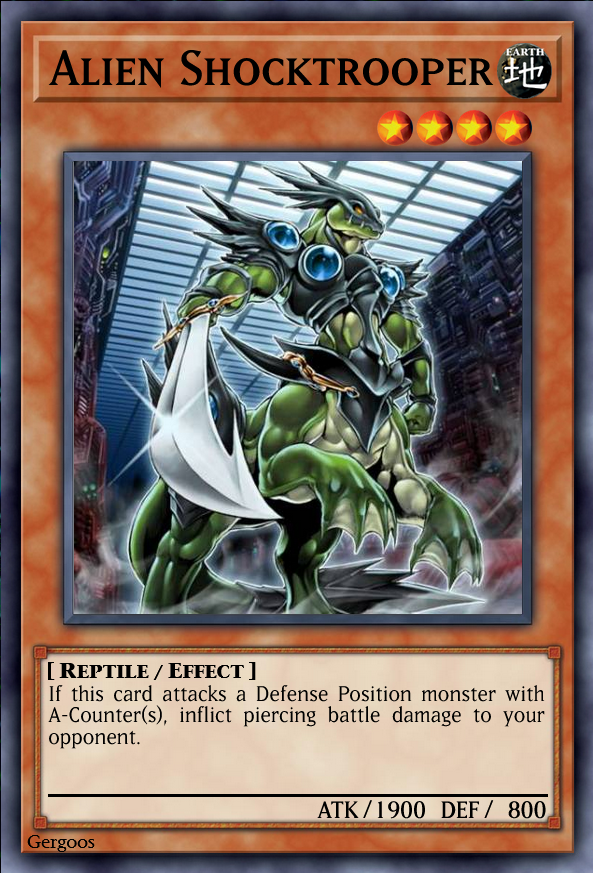 Alien Shocktrooper
EARTH
地
[ Reptile / Effect ]
If this card attacks a Defense Position monster with
A-Counter(s), inflict piercing battle damage to your
opponent.
ATK / 1900 DEF / 800
Gergoos